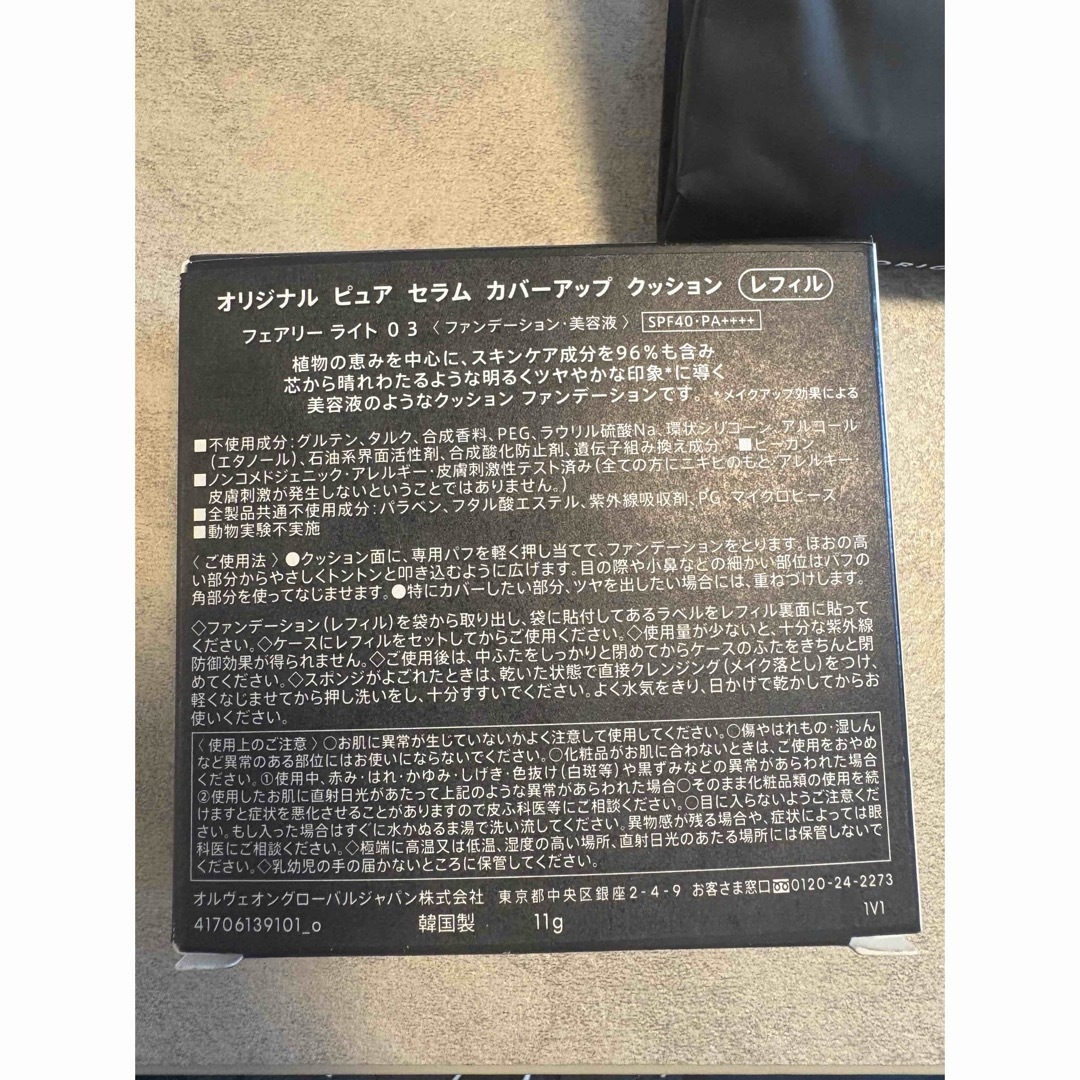 オリジナル ピュア セラム カバーアップ クッション レフィル
フェアリー ライト 03〈ファンデーション・美容液〉 SPF40・PA++++
植物の恵みを中心に、スキンケア成分を96%も含み
芯から晴れわたるような明るくツヤやかな印象*に導く
美容液のようなクッション ファンデーションです。 *メイクアップ効果による
■不使用成分:グルテン、タルク、合成香料、PEG、ラウリル硫酸Na、環状シリコーン、アルコール
(エタノール)、石油系界面活性剤、合成酸化防止剤、遺伝子組み換え成分 ■ビーガン
■ノンコメドジェニック・アレルギー・皮膚刺激性テスト済み(全ての方にニキビのもと・アレルギー・
皮膚刺激が発生しないということではありません。)
■全製品共通不使用成分:パラベン、フタル酸エステル、紫外線吸収剤、PG、マイクロビーズ
■動物実験不実施
〈ご使用法〉●クッション面に、専用パフを軽く押し当てて、ファンデーションをとります。ほおの高
い部分からやさしくトントンと叩き込むように広げます。目の際や小鼻などの細かい部位はパフの
角部分を使ってなじませます。●特にカバーしたい部分、ツヤを出したい場合には、重ねづけします。
◇ファンデーション(レフィル)を袋から取り出し、袋に貼付してあるラベルをレフィル裏面に貼って
ください。◇ケースにレフィルをセットしてからご使用ください。◇使用量が少ないと、十分な紫外線
防御効果が得られません。◇ご使用後は、中ふたをしっかりと閉めてからケースのふたをきちんと閉
めてください。◇スポンジがよごれたときは、乾いた状態で直接クレンジング(メイク落とし)をつけ、
軽くなじませてから押し洗いをし、十分すすいでください。よく水気をきり、日かげで乾かしてからお
使いください。
〈使用上のご注意〉○お肌に異常が生じていないかよく注意して使用してください。○傷やはれもの・湿しん
など異常のある部位にはお使いにならないでください。○化粧品がお肌に合わないときは、ご使用をおやめ
ください。①使用中、赤み・はれ・かゆみ・しげき・色抜け(白斑等)や黒ずみなどの異常があらわれた場合
②使用したお肌に直射日光があたって上記のような異常があらわれた場合○そのまま化粧品類の使用を続
けますと症状を悪化させることがありますので皮ふ科医等にご相談ください。○目に入らないようご注意くだ
さい。もし入った場合はすぐに水かぬるま湯で洗い流してください。異物感が残る場合や、症状によっては眼
科医にご相談ください。◇極端に高温又は低温、湿度の高い場所、直射日光のあたる場所には保管しないで
ください。◇乳幼児の手の届かないところに保管してください。
オルヴェオングローバルジャパン株式会社 東京都中央区銀座2-4-9 お客さま窓口 0120-24-2273
41706139101_o 韓国製 11g 1V1